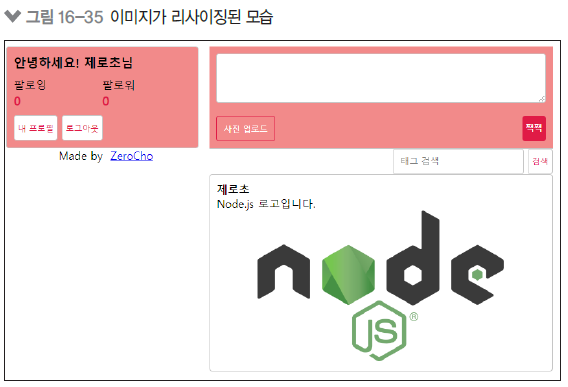 그림 16-35 이미지가 리사이징된 모습
안녕하세요! 제로초님
팔로잉 팔로워
0 0
내 프로필 로그아웃
Made by ZeroCho
사진 업로드 짹짹
태그 검색 검색
제로초
Node.js 로고입니다.
node
JS®